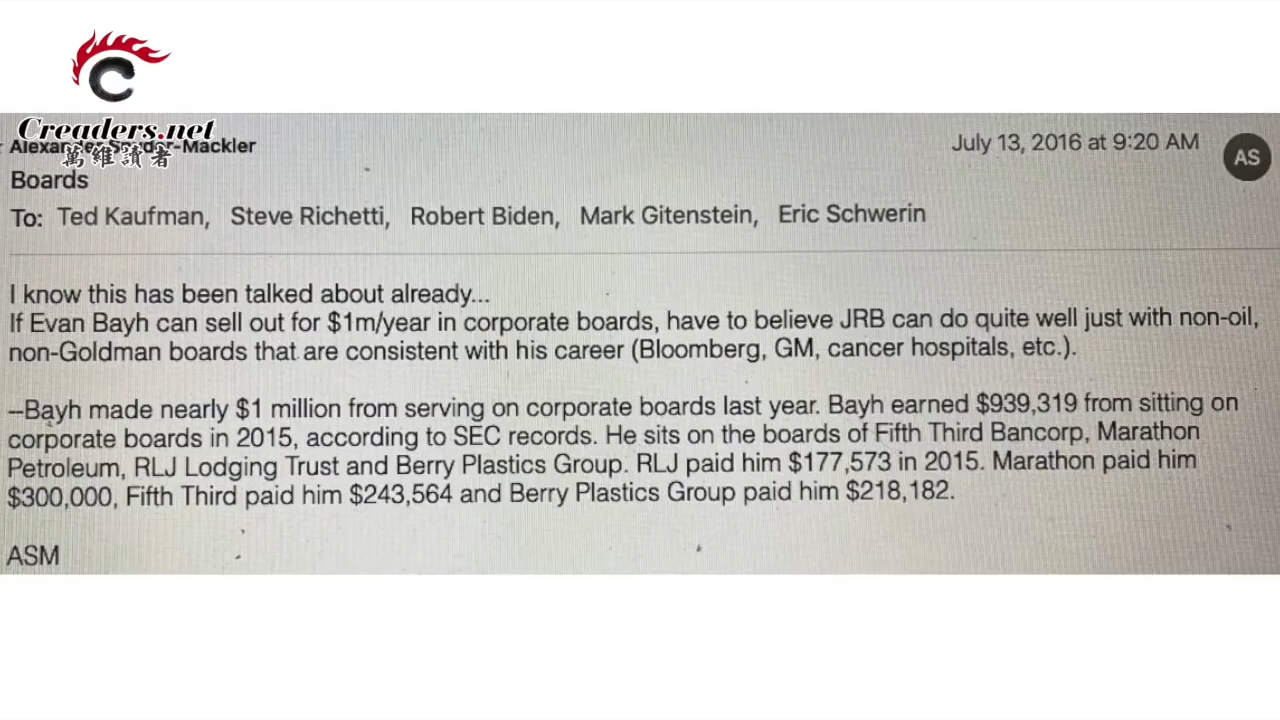 Creaders.net
萬維讀者
Alexander Snyder-Mackler
July 13, 2016 at 9:20 AM
AS
Boards
To: Ted Kaufman, Steve Richetti, Robert Biden, Mark Gitenstein, Eric Schwerin
I know this has been talked about already...
If Evan Bayh can sell out for $1m/year in corporate boards, have to believe JRB can do quite well just with non-oil,
non-Goldman boards that are consistent with his career (Bloomberg, GM, cancer hospitals, etc.).
--Bayh made nearly $1 million from serving on corporate boards last year. Bayh earned $939,319 from sitting on
corporate boards in 2015, according to SEC records. He sits on the boards of Fifth Third Bancorp, Marathon
Petroleum, RLJ Lodging Trust and Berry Plastics Group. RLJ paid him $177,573 in 2015. Marathon paid him
$300,000, Fifth Third paid him $243,564 and Berry Plastics Group paid him $218,182.
ASM